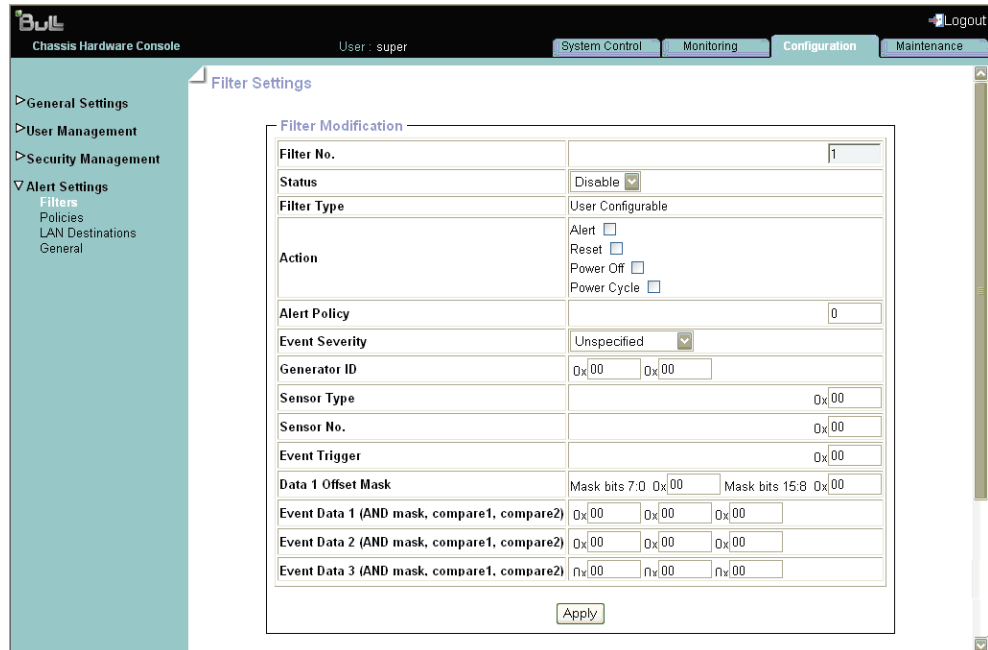 Bull
Logout
Chassis Hardware Console
User : super
System Control
Monitoring
Configuration
Maintenance
General Settings
User Management
Security Management
Alert Settings
Filters
Policies
LAN Destinations
General
Filter Settings
Filter Modification
Filter No. 1
Status Disable
Filter Type User Configurable
Action
Alert
Reset
Power Off
Power Cycle
Alert Policy 0
Event Severity Unspecified
Generator ID 0x 00 0x 00
Sensor Type 0x 00
Sensor No. 0x 00
Event Trigger 0x 00
Data 1 Offset Mask Mask bits 7:0 0x 00 Mask bits 15:8 0x 00
Event Data 1 (AND mask, compare1, compare2) 0x 00 0x 00 0x 00
Event Data 2 (AND mask, compare1, compare2) 0x 00 0x 00 0x 00
Event Data 3 (AND mask, compare1, compare2) 0x 00 0x 00 0x 00
Apply